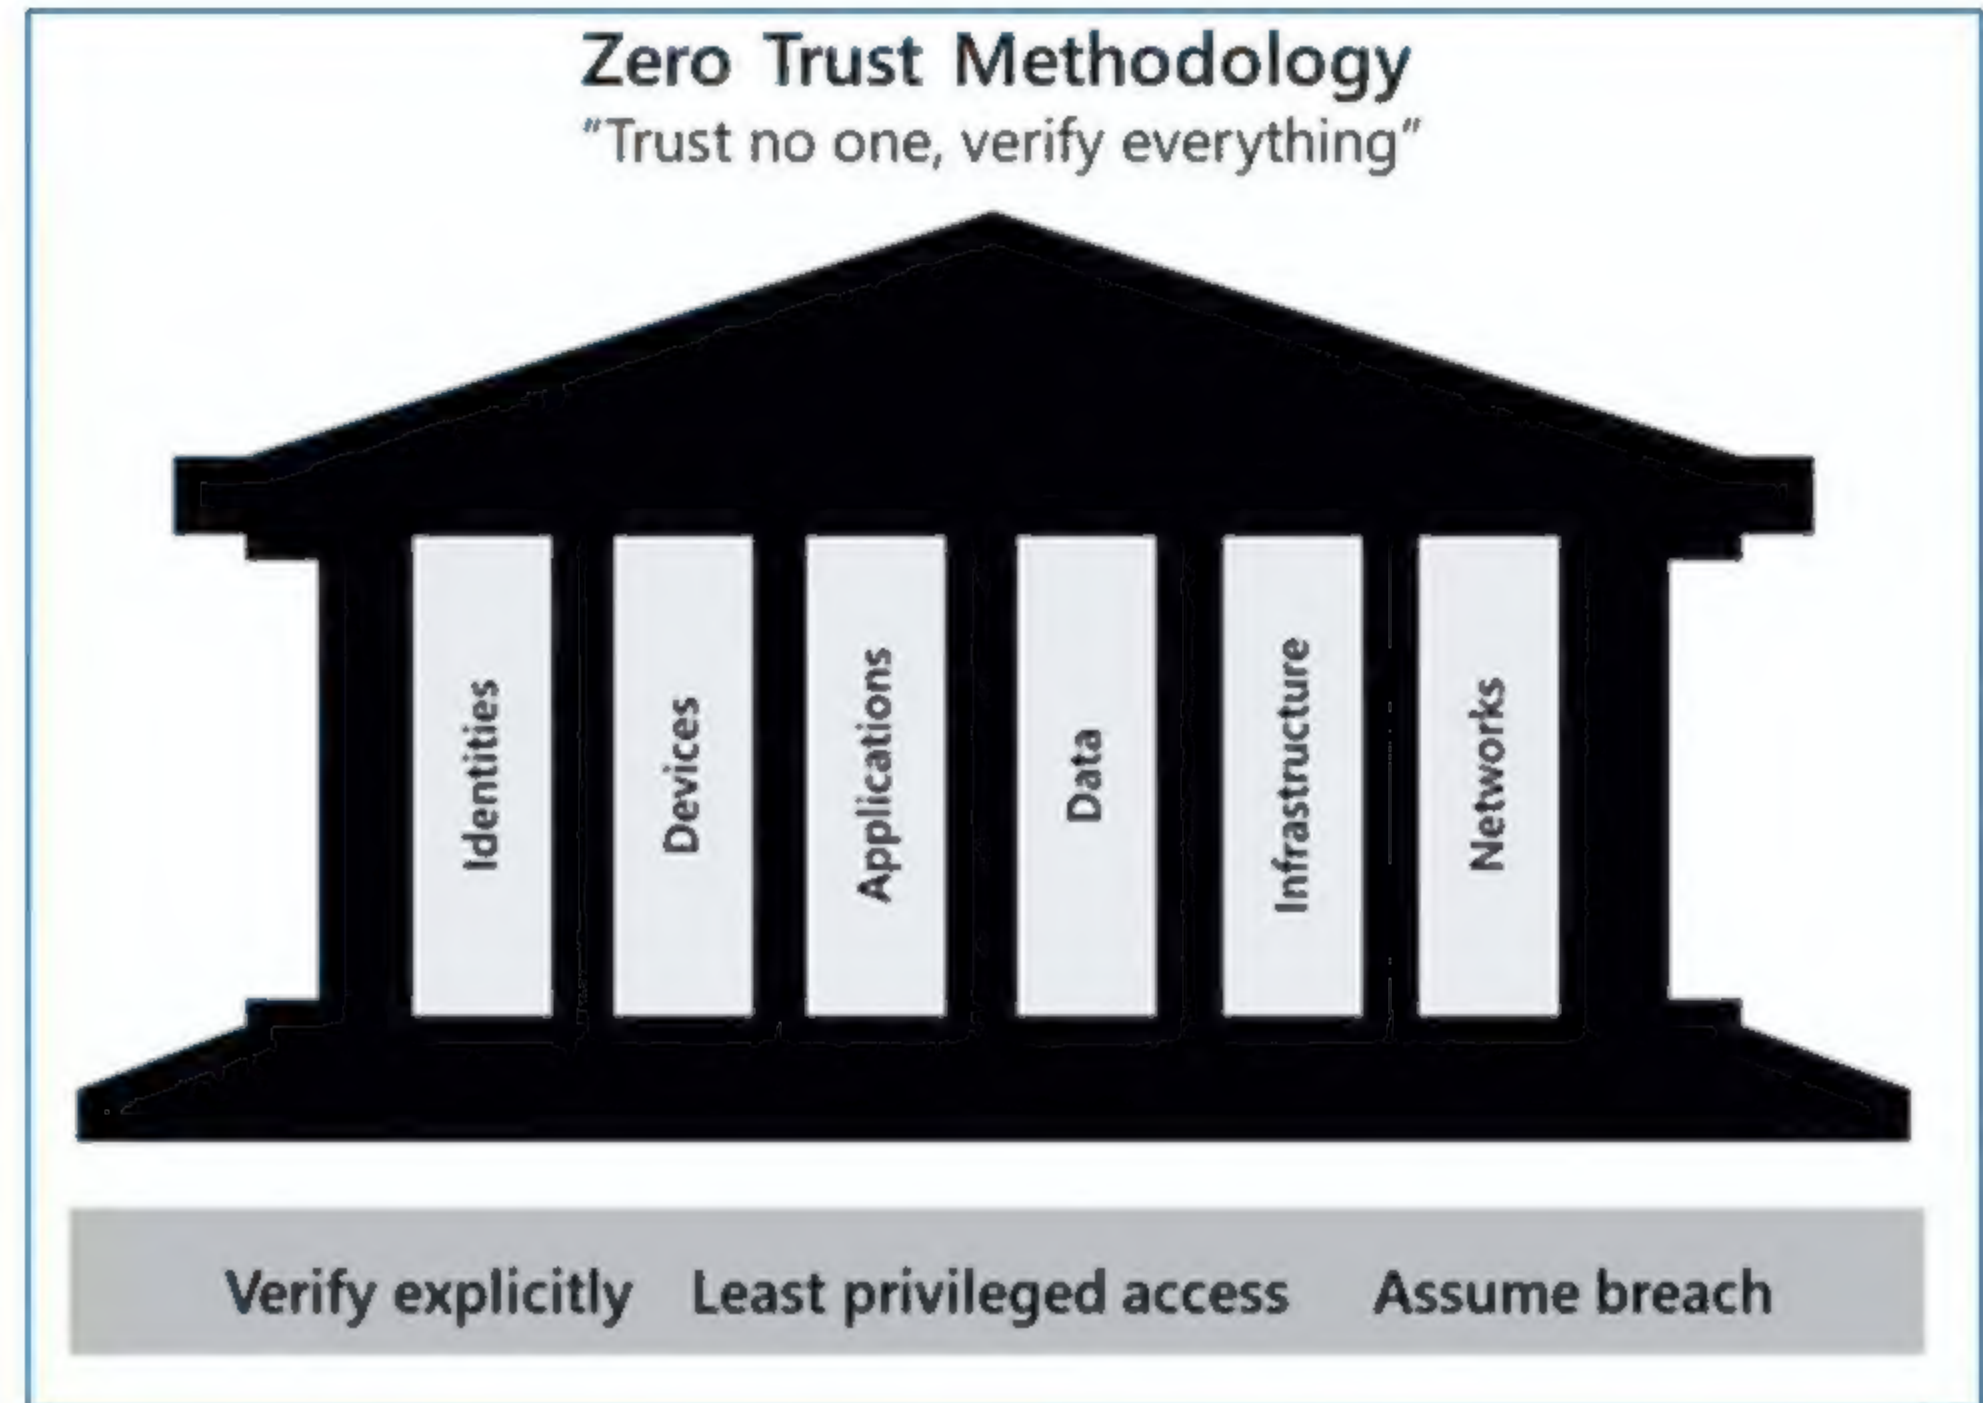 Zero Trust Methodology
"Trust no one, verify everything"
Identities
Devices
Applications
Data
Infrastructure
Networks
Verify explicitly Least privileged access Assume breach